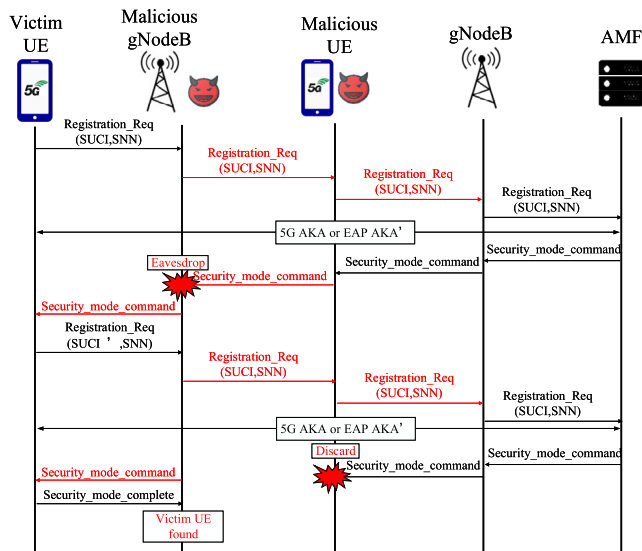 Victim
UE
Malicious
gNodeB
Malicious
UE
gNodeB
AMF
5G
5G
Registration_Req
(SUCI,SNN)
Registration_Req
(SUCI,SNN)
Registration_Req
(SUCI,SNN)
Registration_Req
(SUCI,SNN)
5G AKA or EAP AKA’
Security_mode_command
Security_mode_command
Eavesdrop
Security_mode_command
Security_mode_command
Registration_Req
(SUCI ’ ,SNN)
Registration_Req
(SUCI,SNN)
Registration_Req
(SUCI,SNN)
Registration_Req
(SUCI,SNN)
5G AKA or EAP AKA’
Discard
Security_mode_command
Security_mode_command
Security_mode_command
Security_mode_complete
Victim UE
found